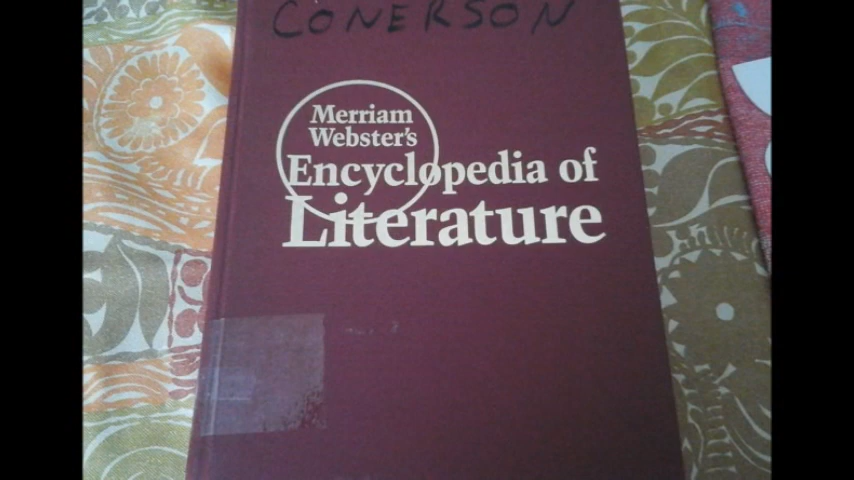 CONERSON
Merriam
Webster's
Encyclopedia of
Literature